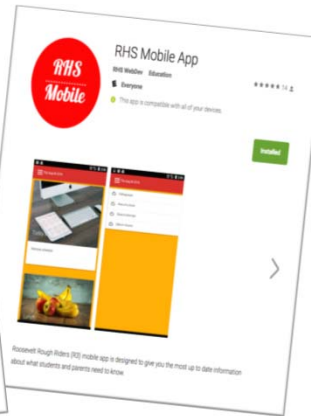 RHS
Mobile
RHS Mobile App
RHS WebDev Education
Everyone
14
This app is compatible with all of your devices.
Installed
Roosevelt Rough Riders (R3) mobile app is designed to give you the most up to date information
about what students and parents need to know.